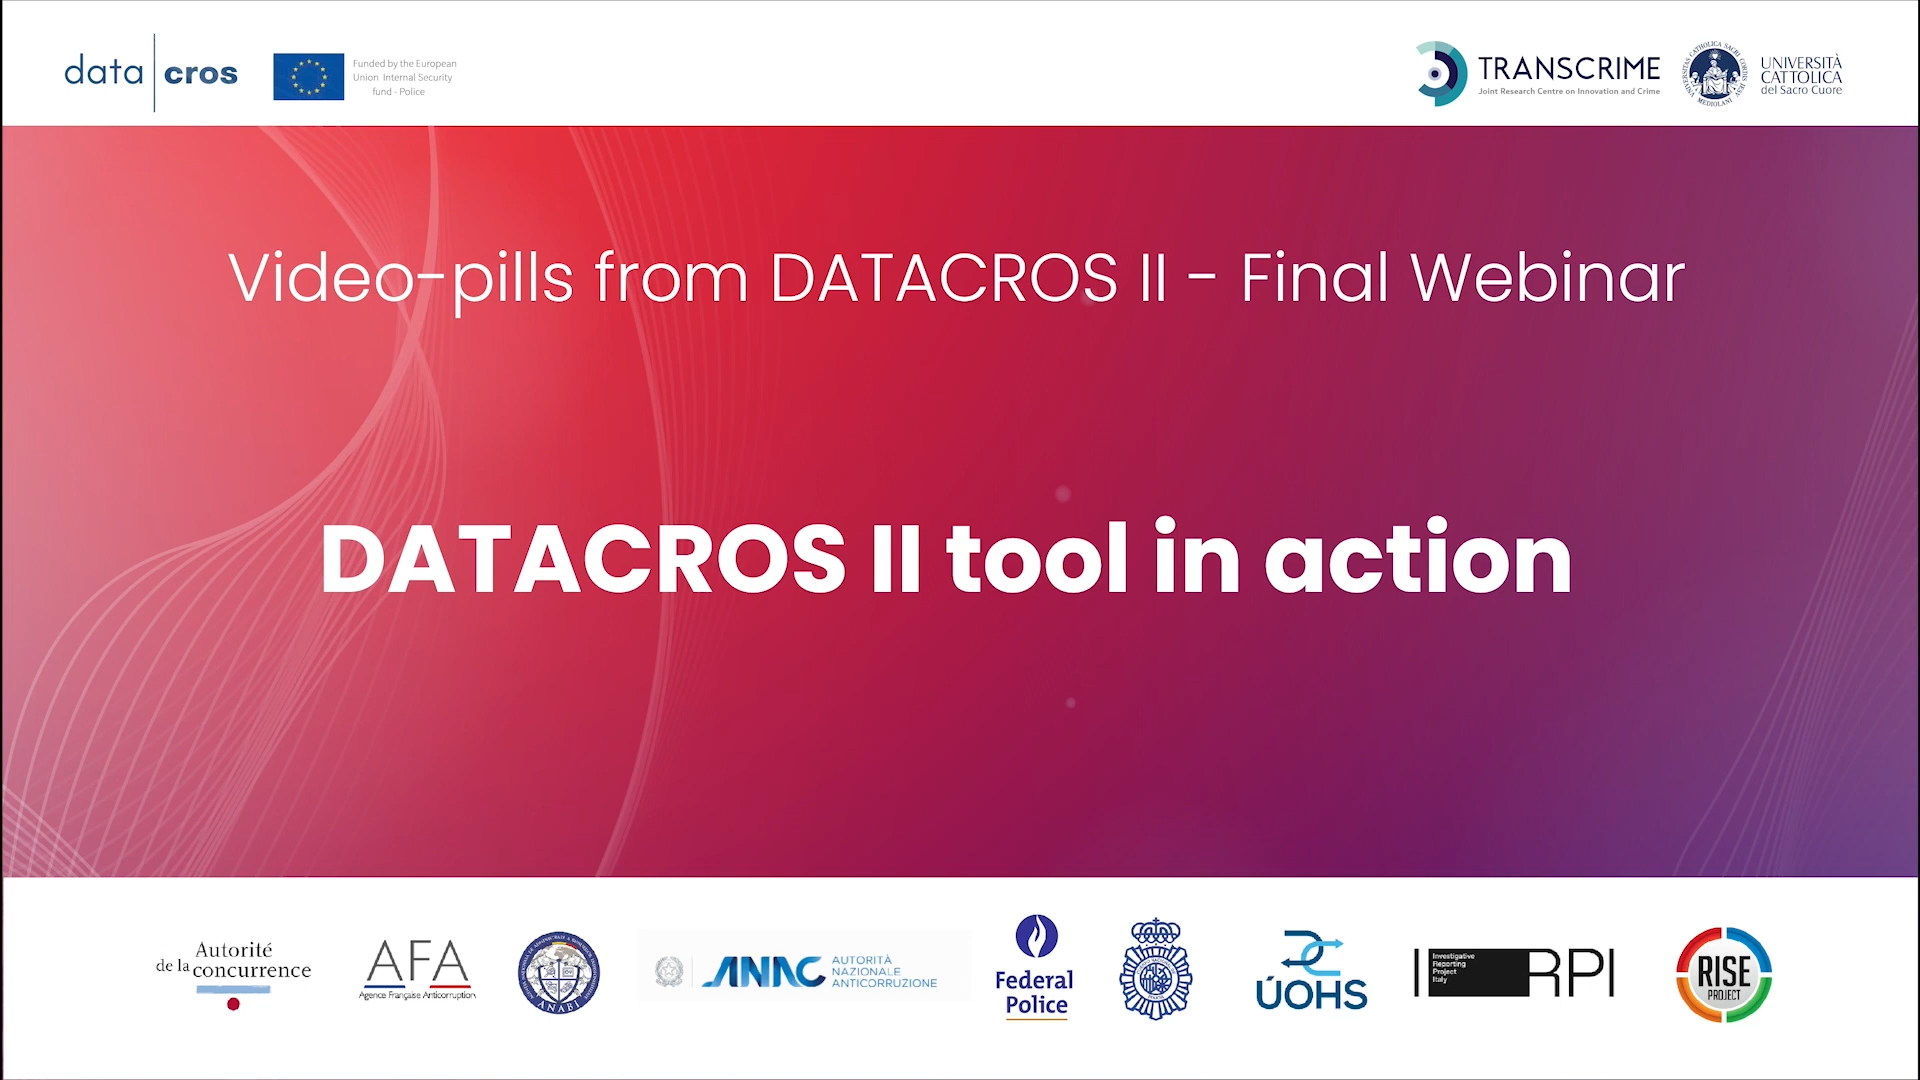 data cros
Funded by the European
Union Internal Security
fund - Police
TRANSCRIME
Joint Research Centre on Innovation and Crime
UNIVERSITÀ
CATTOLICA
del Sacro Cuore
Video-pills from DATACROS II - Final Webinar
DATACROS II tool in action
Autorité
de la concurrence
AFA
Agence Française Anticorruption
ANABI
ANAC
AUTORITÀ
NAZIONALE
ANTICORRUZIONE
Federal
Police
ÚOHS
Investigative
Reporting
Project
Italy
IRPI
RISE
PROJECT